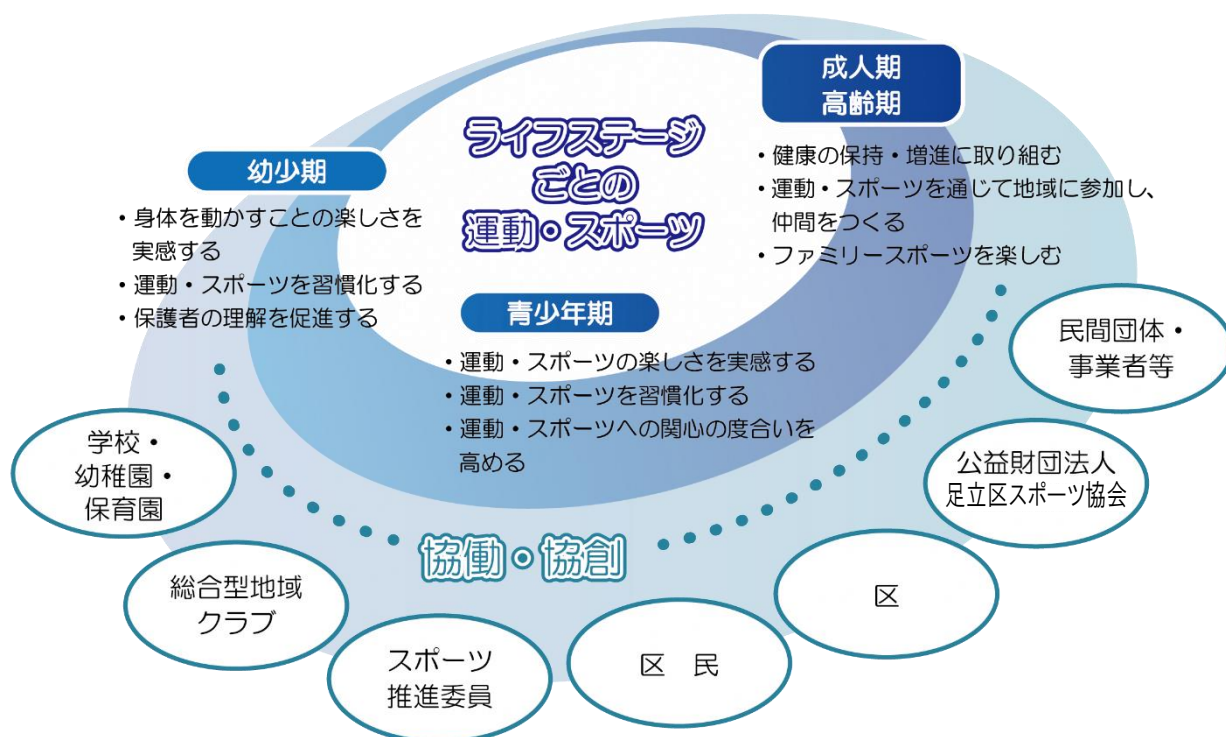 ライフステージ
ごとの
運動・スポーツ
幼少期
・身体を動かすことの楽しさを
実感する
・運動・スポーツを習慣化する
・保護者の理解を促進する
青少年期
・運動・スポーツの楽しさを実感する
・運動・スポーツを習慣化する
・運動・スポーツへの関心の度合いを
高める
成人期
高齢期
・健康の保持・増進に取り組む
・運動・スポーツを通じて地域に参加し、
仲間をつくる
・ファミリースポーツを楽しむ
協働・協創
学校・
幼稚園・
保育園
総合型地域
クラブ
スポーツ
推進委員
区　民
区
公益財団法人
足立区スポーツ協会
民間団体・
事業者等